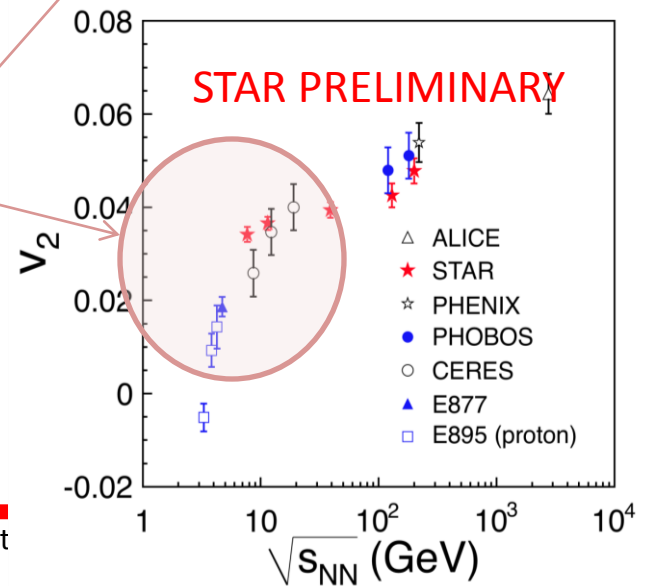 0.08
STAR PRELIMINARY
0.06
0.04
0.02
0
-0.02
v₂
△ ALICE
★ STAR
☆ PHENIX
● PHOBOS
○ CERES
▲ E877
□ E895 (proton)
1 10 10² 10³ 10⁴
√sNN (GeV)
t